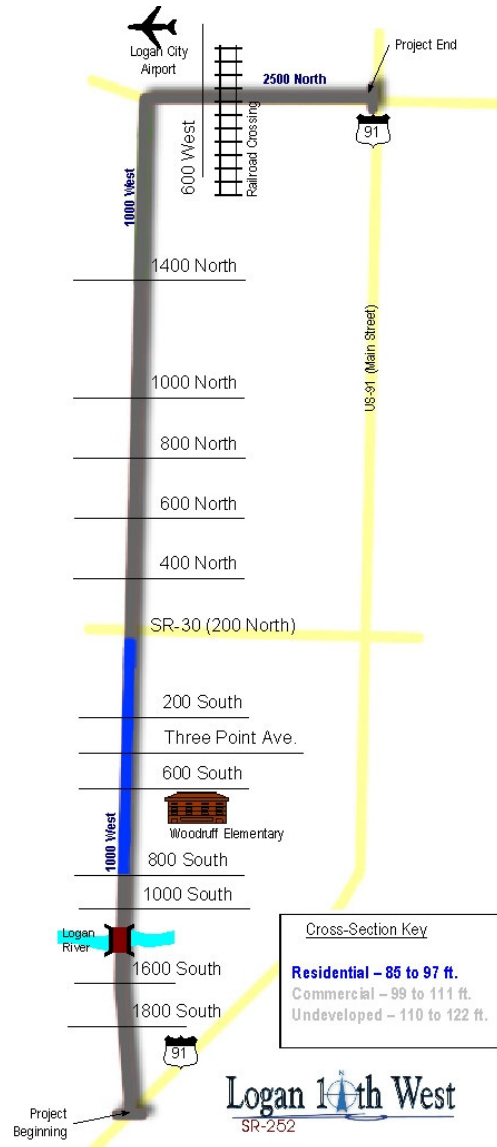 Logan City
Airport
Project End
2500 North
91
600 West
Railroad Crossing
1000 West
1400 North
1000 North
US-91 (Main Street)
800 North
600 North
400 North
SR-30 (200 North)
200 South
Three Point Ave.
600 South
Woodruff Elementary
1000 West
800 South
1000 South
Logan
River
1600 South
1800 South
91
Cross-Section Key
Residential – 85 to 97 ft.
Commercial – 99 to 111 ft.
Undeveloped – 110 to 122 ft.
Project
Beginning
N
Logan 10th West
SR-252